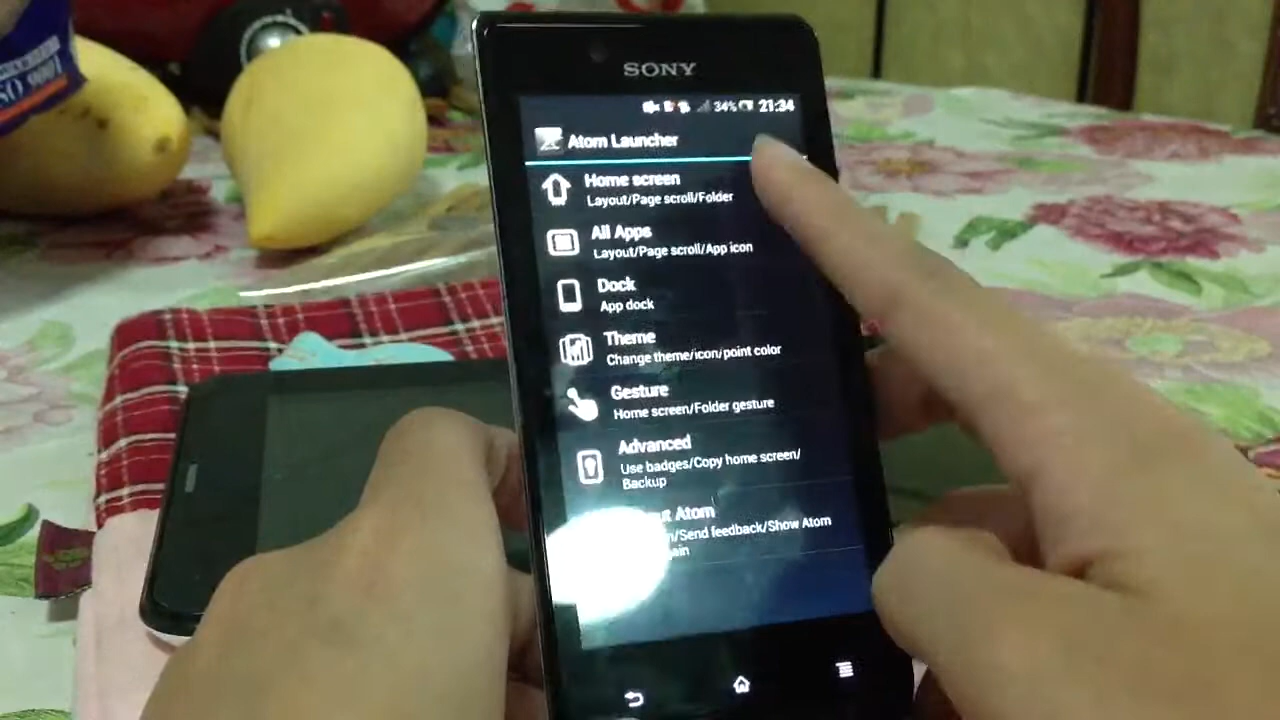 ISO 9001
SONY
34% 21:34
Atom Launcher
Home screen
Layout/Page scroll/Folder
All Apps
Layout/Page scroll/App icon
Dock
App dock
Theme
Change theme/icon/point color
Gesture
Home screen/Folder gesture
Advanced
Use badges/Copy home screen/
Backup
Atom
/Send feedback/Show Atom